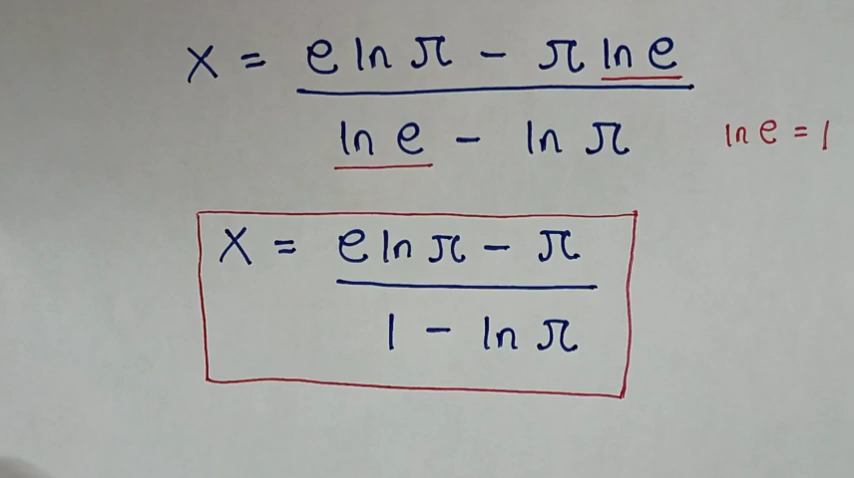 x = e ln π - π ln e
ln e - ln π
ln e = 1
x = e ln π - π
1 - ln π